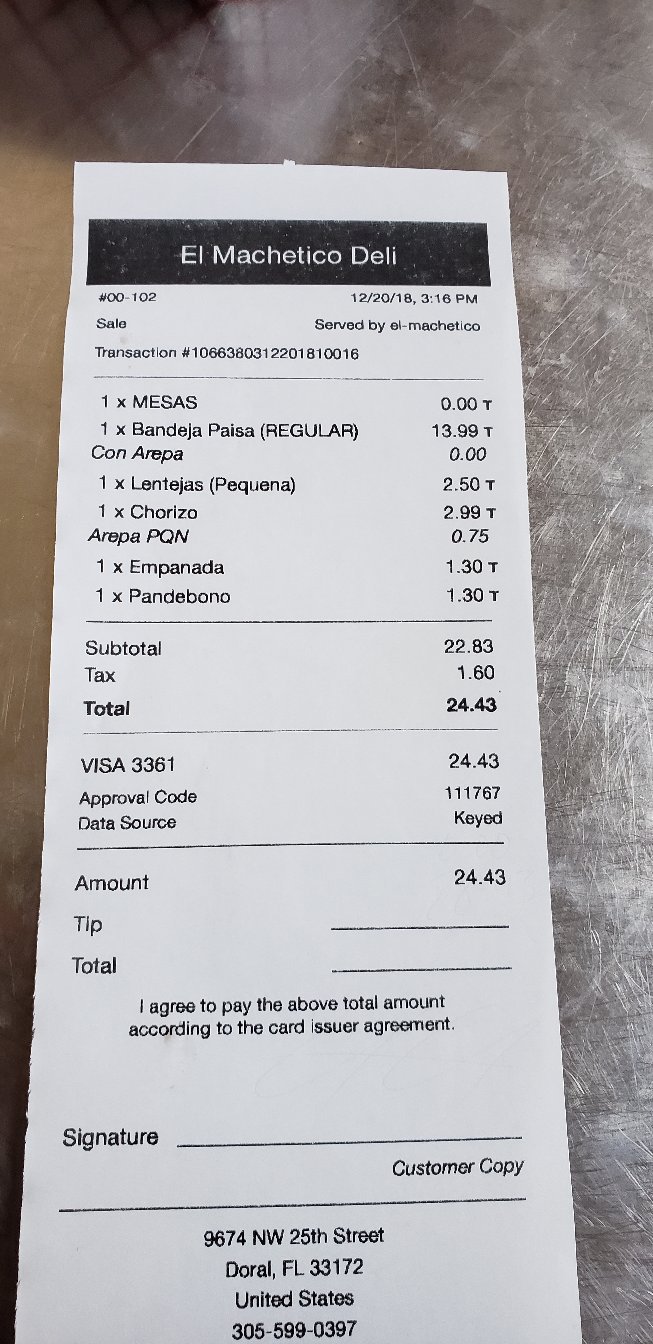 El Machetico Deli
#00-102 12/20/18, 3:16 PM
Sale Served by el-machetico
Transaction #1066380312201810016
1 x MESAS 0.00 T
1 x Bandeja Paisa (REGULAR) 13.99 T
Con Arepa 0.00
1 x Lentejas (Pequena) 2.50 T
1 x Chorizo 2.99 T
Arepa PQN 0.75
1 x Empanada 1.30 T
1 x Pandebono 1.30 T
Subtotal 22.83
Tax 1.60
Total 24.43
VISA 3361 24.43
Approval Code 111767
Data Source Keyed
Amount 24.43
Tip
Total
I agree to pay the above total amount
according to the card issuer agreement.
Signature
Customer Copy
9674 NW 25th Street
Doral, FL 33172
United States
305-599-0397